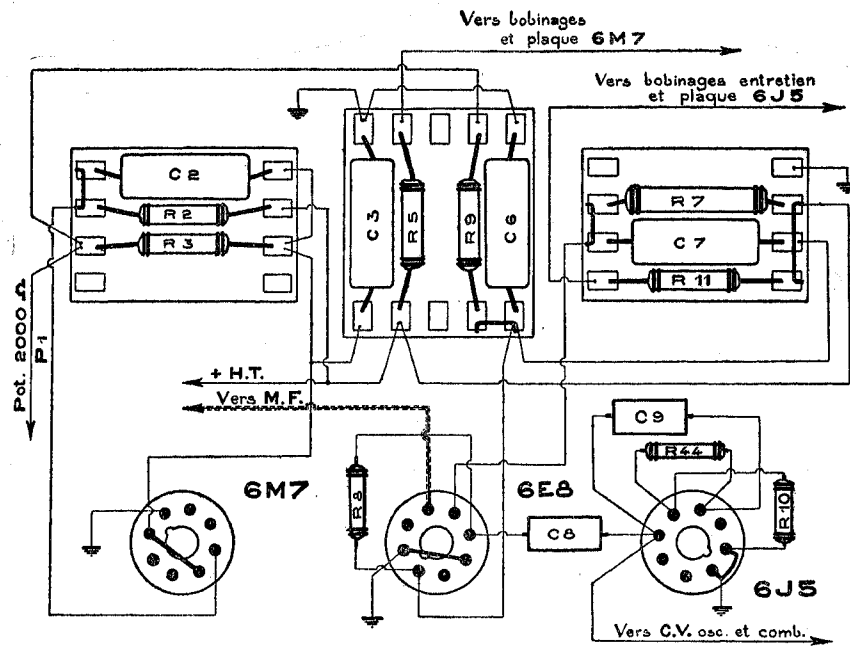 Vers bobinages
et plaque 6M7
Vers bobinages entretien
et plaque 6J5
C2
R2
R3
C3
R5
R9
C6
R7
C7
R11
Pot. 2000 Ω
P1
+ H.T.
Vers M.F.
C9
R44
6M7
R8
6E8
C8
R10
6J5
Vers C.V. osc. et comb.